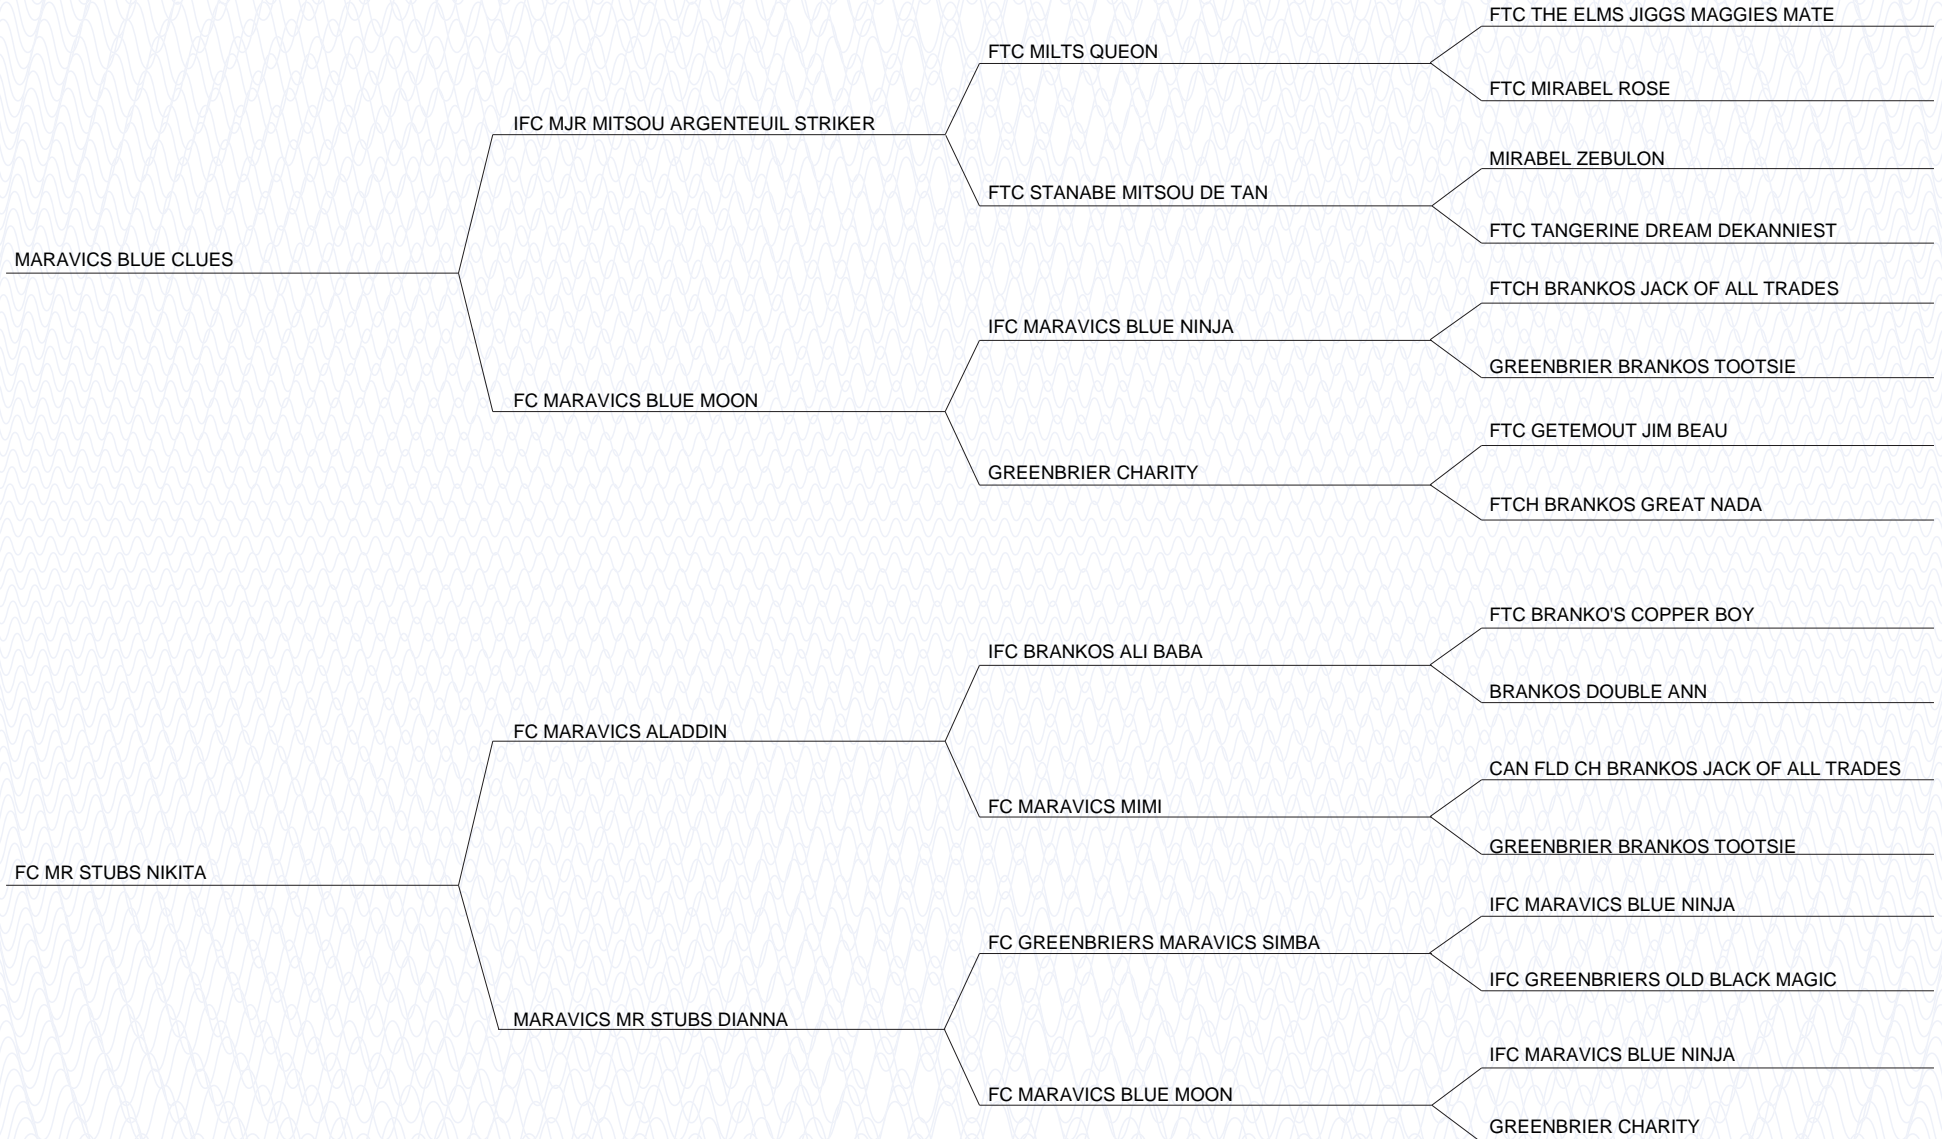 FTC THE ELMS JIGGS MAGGIES MATE
FTC MILTS QUEON
FTC MIRABEL ROSE
IFC MJR MITSOU ARGENTEUIL STRIKER
MIRABEL ZEBULON
FTC STANABE MITSOU DE TAN
FTC TANGERINE DREAM DEKANNIEST
MARAVICS BLUE CLUES
FTCH BRANKOS JACK OF ALL TRADES
IFC MARAVICS BLUE NINJA
GREENBRIER BRANKOS TOOTSIE
FC MARAVICS BLUE MOON
FTC GETEMOUT JIM BEAU
GREENBRIER CHARITY
FTCH BRANKOS GREAT NADA
FTC BRANKO'S COPPER BOY
IFC BRANKOS ALI BABA
BRANKOS DOUBLE ANN
FC MARAVICS ALADDIN
CAN FLD CH BRANKOS JACK OF ALL TRADES
FC MARAVICS MIMI
GREENBRIER BRANKOS TOOTSIE
FC MR STUBS NIKITA
IFC MARAVICS BLUE NINJA
FC GREENBRIERS MARAVICS SIMBA
IFC GREENBRIERS OLD BLACK MAGIC
MARAVICS MR STUBS DIANNA
IFC MARAVICS BLUE NINJA
FC MARAVICS BLUE MOON
GREENBRIER CHARITY